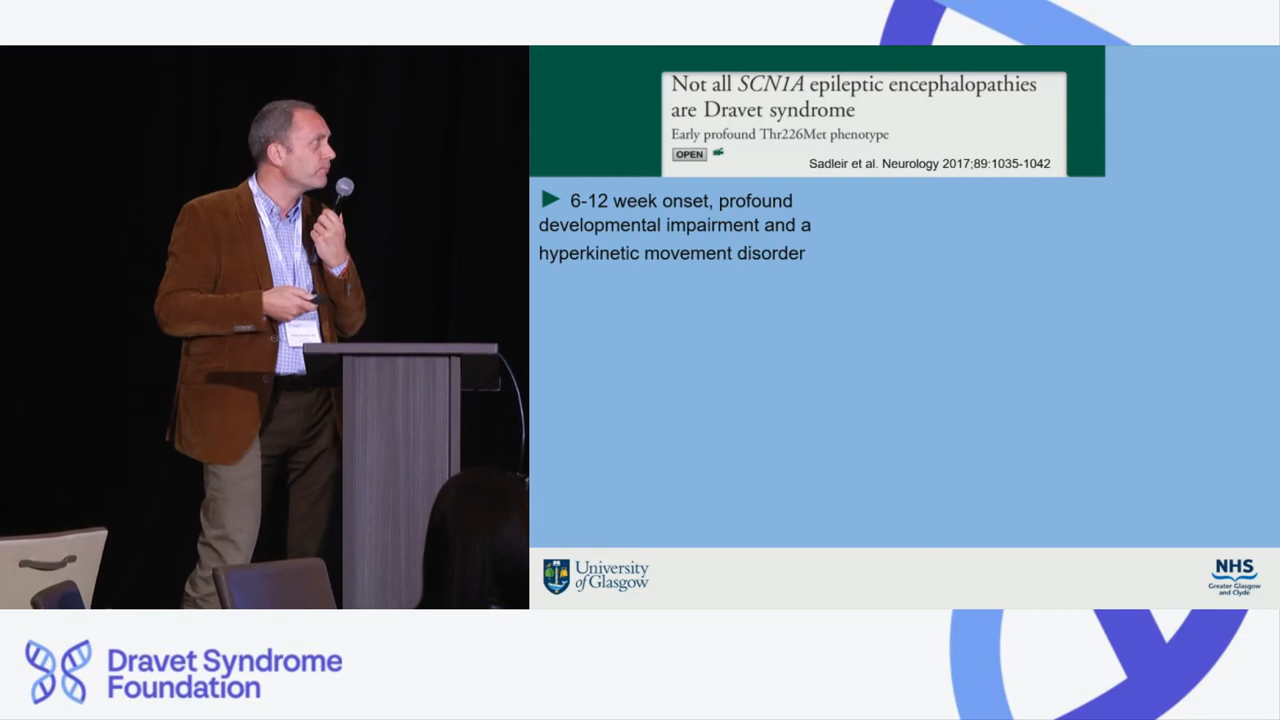 Not all SCN1A epileptic encephalopathies
are Dravet syndrome
Early profound Thr226Met phenotype
OPEN
Sadleir et al. Neurology 2017;89:1035-1042
► 6-12 week onset, profound
developmental impairment and a
hyperkinetic movement disorder
University
of Glasgow
NHS
Greater Glasgow
and Clyde
Dravet Syndrome
Foundation